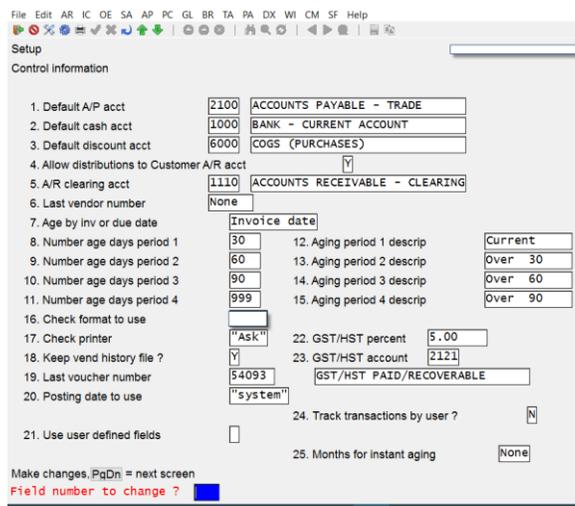 File Edit AR IC OE SA AP PC GL BR TA PA DX WI CM SF Help
Setup
Control information
1. Default A/P acct 2100 ACCOUNTS PAYABLE - TRADE
2. Default cash acct 1000 BANK - CURRENT ACCOUNT
3. Default discount acct 6000 COGS (PURCHASES)
4. Allow distributions to Customer A/R acct Y
5. A/R clearing acct 1110 ACCOUNTS RECEIVABLE - CLEARING
6. Last vendor number None
7. Age by inv or due date Invoice date
8. Number age days period 1 30 12. Aging period 1 descrip Current
9. Number age days period 2 60 13. Aging period 2 descrip Over 30
10. Number age days period 3 90 14. Aging period 3 descrip Over 60
11. Number age days period 4 999 15. Aging period 4 descrip Over 90
16. Check format to use
17. Check printer "Ask" 22. GST/HST percent 5.00
18. Keep vend history file ? Y 23. GST/HST account 2121
19. Last voucher number 54093 GST/HST PAID/RECOVERABLE
20. Posting date to use "system"
24. Track transactions by user ? N
21. Use user defined fields
25. Months for instant aging None
Make changes, PgDn = next screen
Field number to change ?